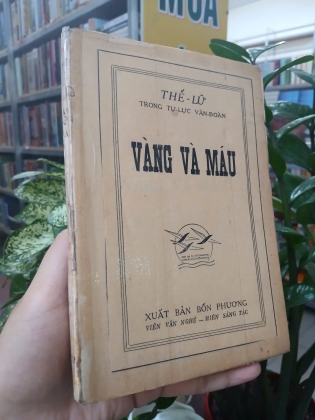 MUA
THẾ-LỮ
TRONG TỰ-LỰC VĂN-ĐOÀN
VÀNG VÀ MÁU
XUẤT BẢN BỐN PHƯƠNG
VIỆN VĂN NGHỆ — HIÊN SÁNG TÁC